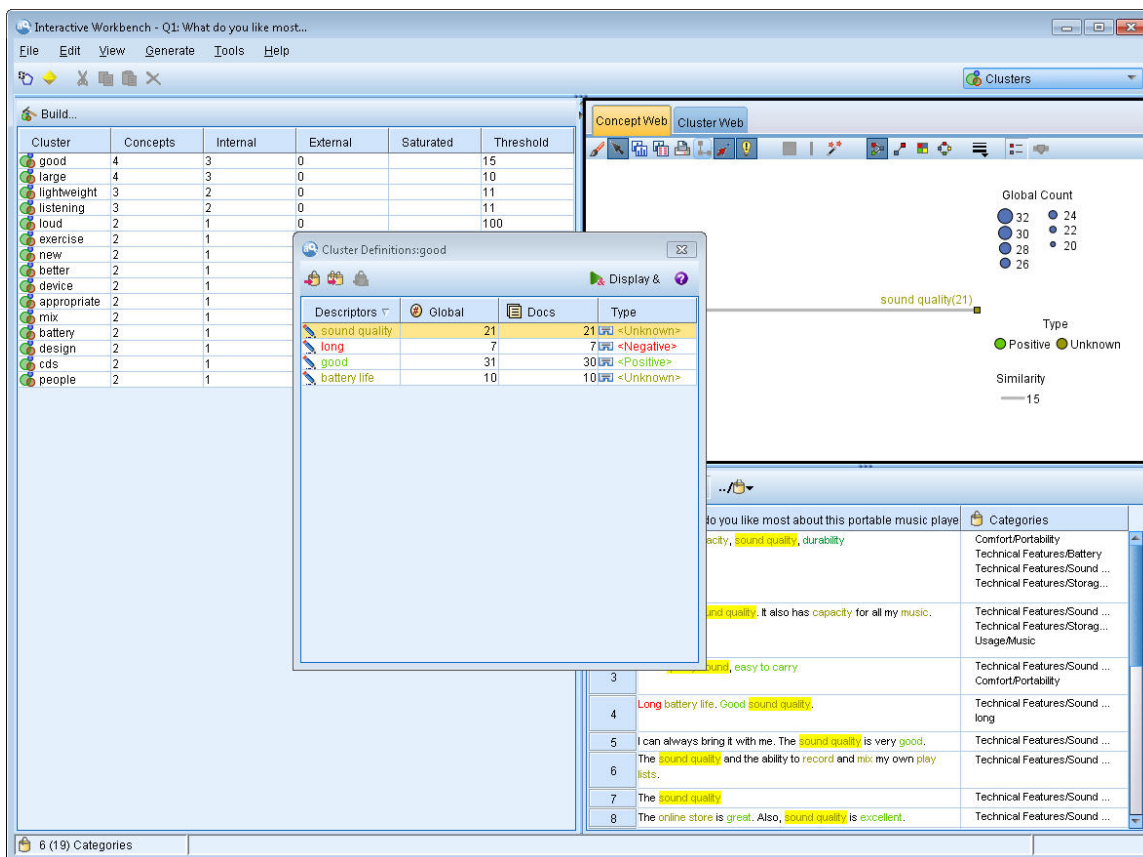 Interactive Workbench - Q1: What do you like most...
File Edit View Generate Tools Help
Clusters
Build...
Cluster Concepts Internal External Saturated Threshold
good 4 3 0 15
large 4 3 0 10
lightweight 3 2 0 11
listening 3 2 0 11
loud 2 1 0 100
exercise 2 1
new 2 1
better 2 1
device 2 1
appropriate 2 1
mix 2 1
battery 2 1
design 2 1
cds 2 1
people 2 1
Cluster Definitions:good
Display &
Descriptors Global Docs Type
sound quality 21 21 <Unknown>
long 7 7 <Negative>
good 31 30 <Positive>
battery life 10 10 <Unknown>
Concept Web Cluster Web
Global Count
32 24
30 22
28 20
26
sound quality(21)
Type
Positive Unknown
Similarity
15
../
do you like most about this portable music playe Categories
acity, sound quality, durability
Comfort/Portability
Technical Features/Battery
Technical Features/Sound ...
Technical Features/Storag...
und quality. It also has capacity for all my music.
Technical Features/Sound ...
Technical Features/Storag...
Usage/Music
3 und, easy to carry
Technical Features/Sound ...
Comfort/Portability
4 Long battery life. Good sound quality.
Technical Features/Sound ...
long
5 I can always bring it with me. The sound quality is very good. Technical Features/Sound ...
6 The sound quality and the ability to record and mix my own play
lists.
Technical Features/Sound ...
7 The sound quality Technical Features/Sound ...
8 The online store is great. Also, sound quality is excellent. Technical Features/Sound ...
6 (19) Categories